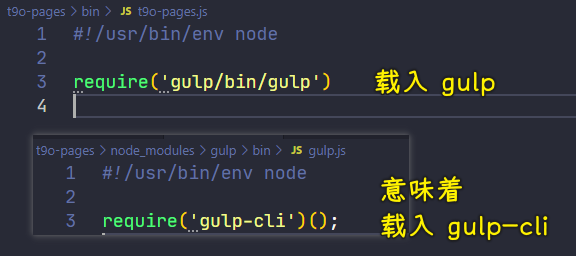 t9o-pages > bin > JS t9o-pages.js
1 #!/usr/bin/env node
2
3 require('gulp/bin/gulp')
载入 gulp
4
t9o-pages > node_modules > gulp > bin > JS gulp.js
1 #!/usr/bin/env node
2
3 require('gulp-cli')();
意味着
载入 gulp-cli